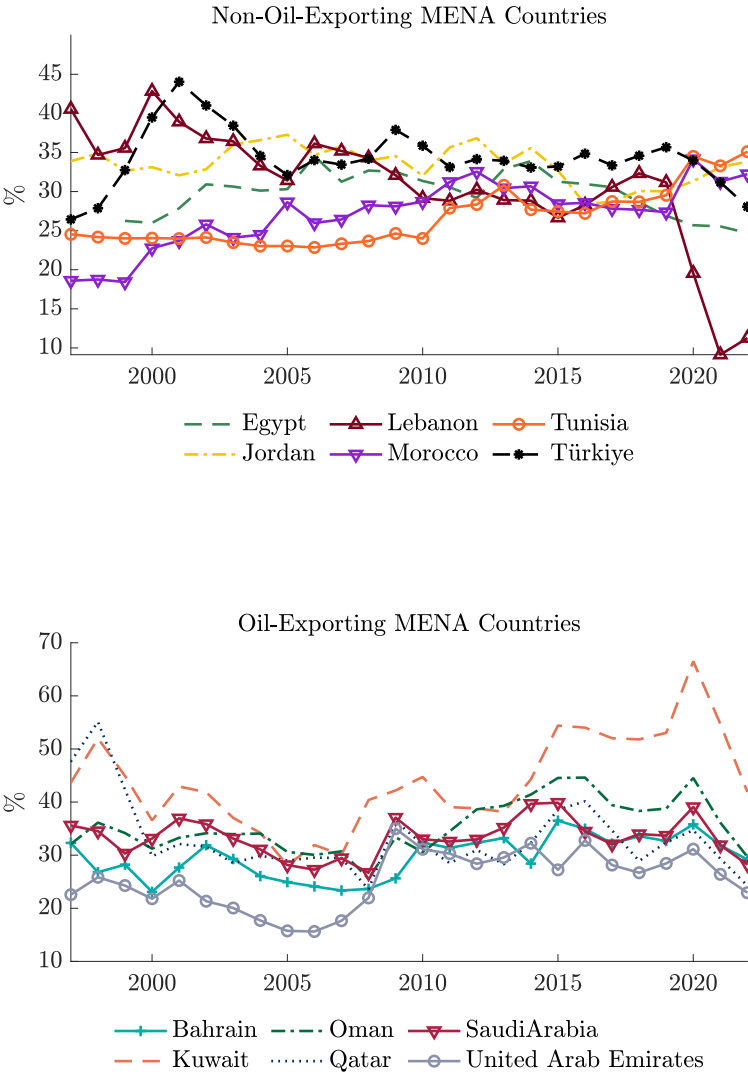 Non-Oil-Exporting MENA Countries
45
40
35
30
25
20
15
10
%
2000 2005 2010 2015 2020
Egypt Lebanon Tunisia
Jordan Morocco Türkiye
Oil-Exporting MENA Countries
70
60
50
40
30
20
10
%
2000 2005 2010 2015 2020
Bahrain Oman SaudiArabia
Kuwait Qatar United Arab Emirates